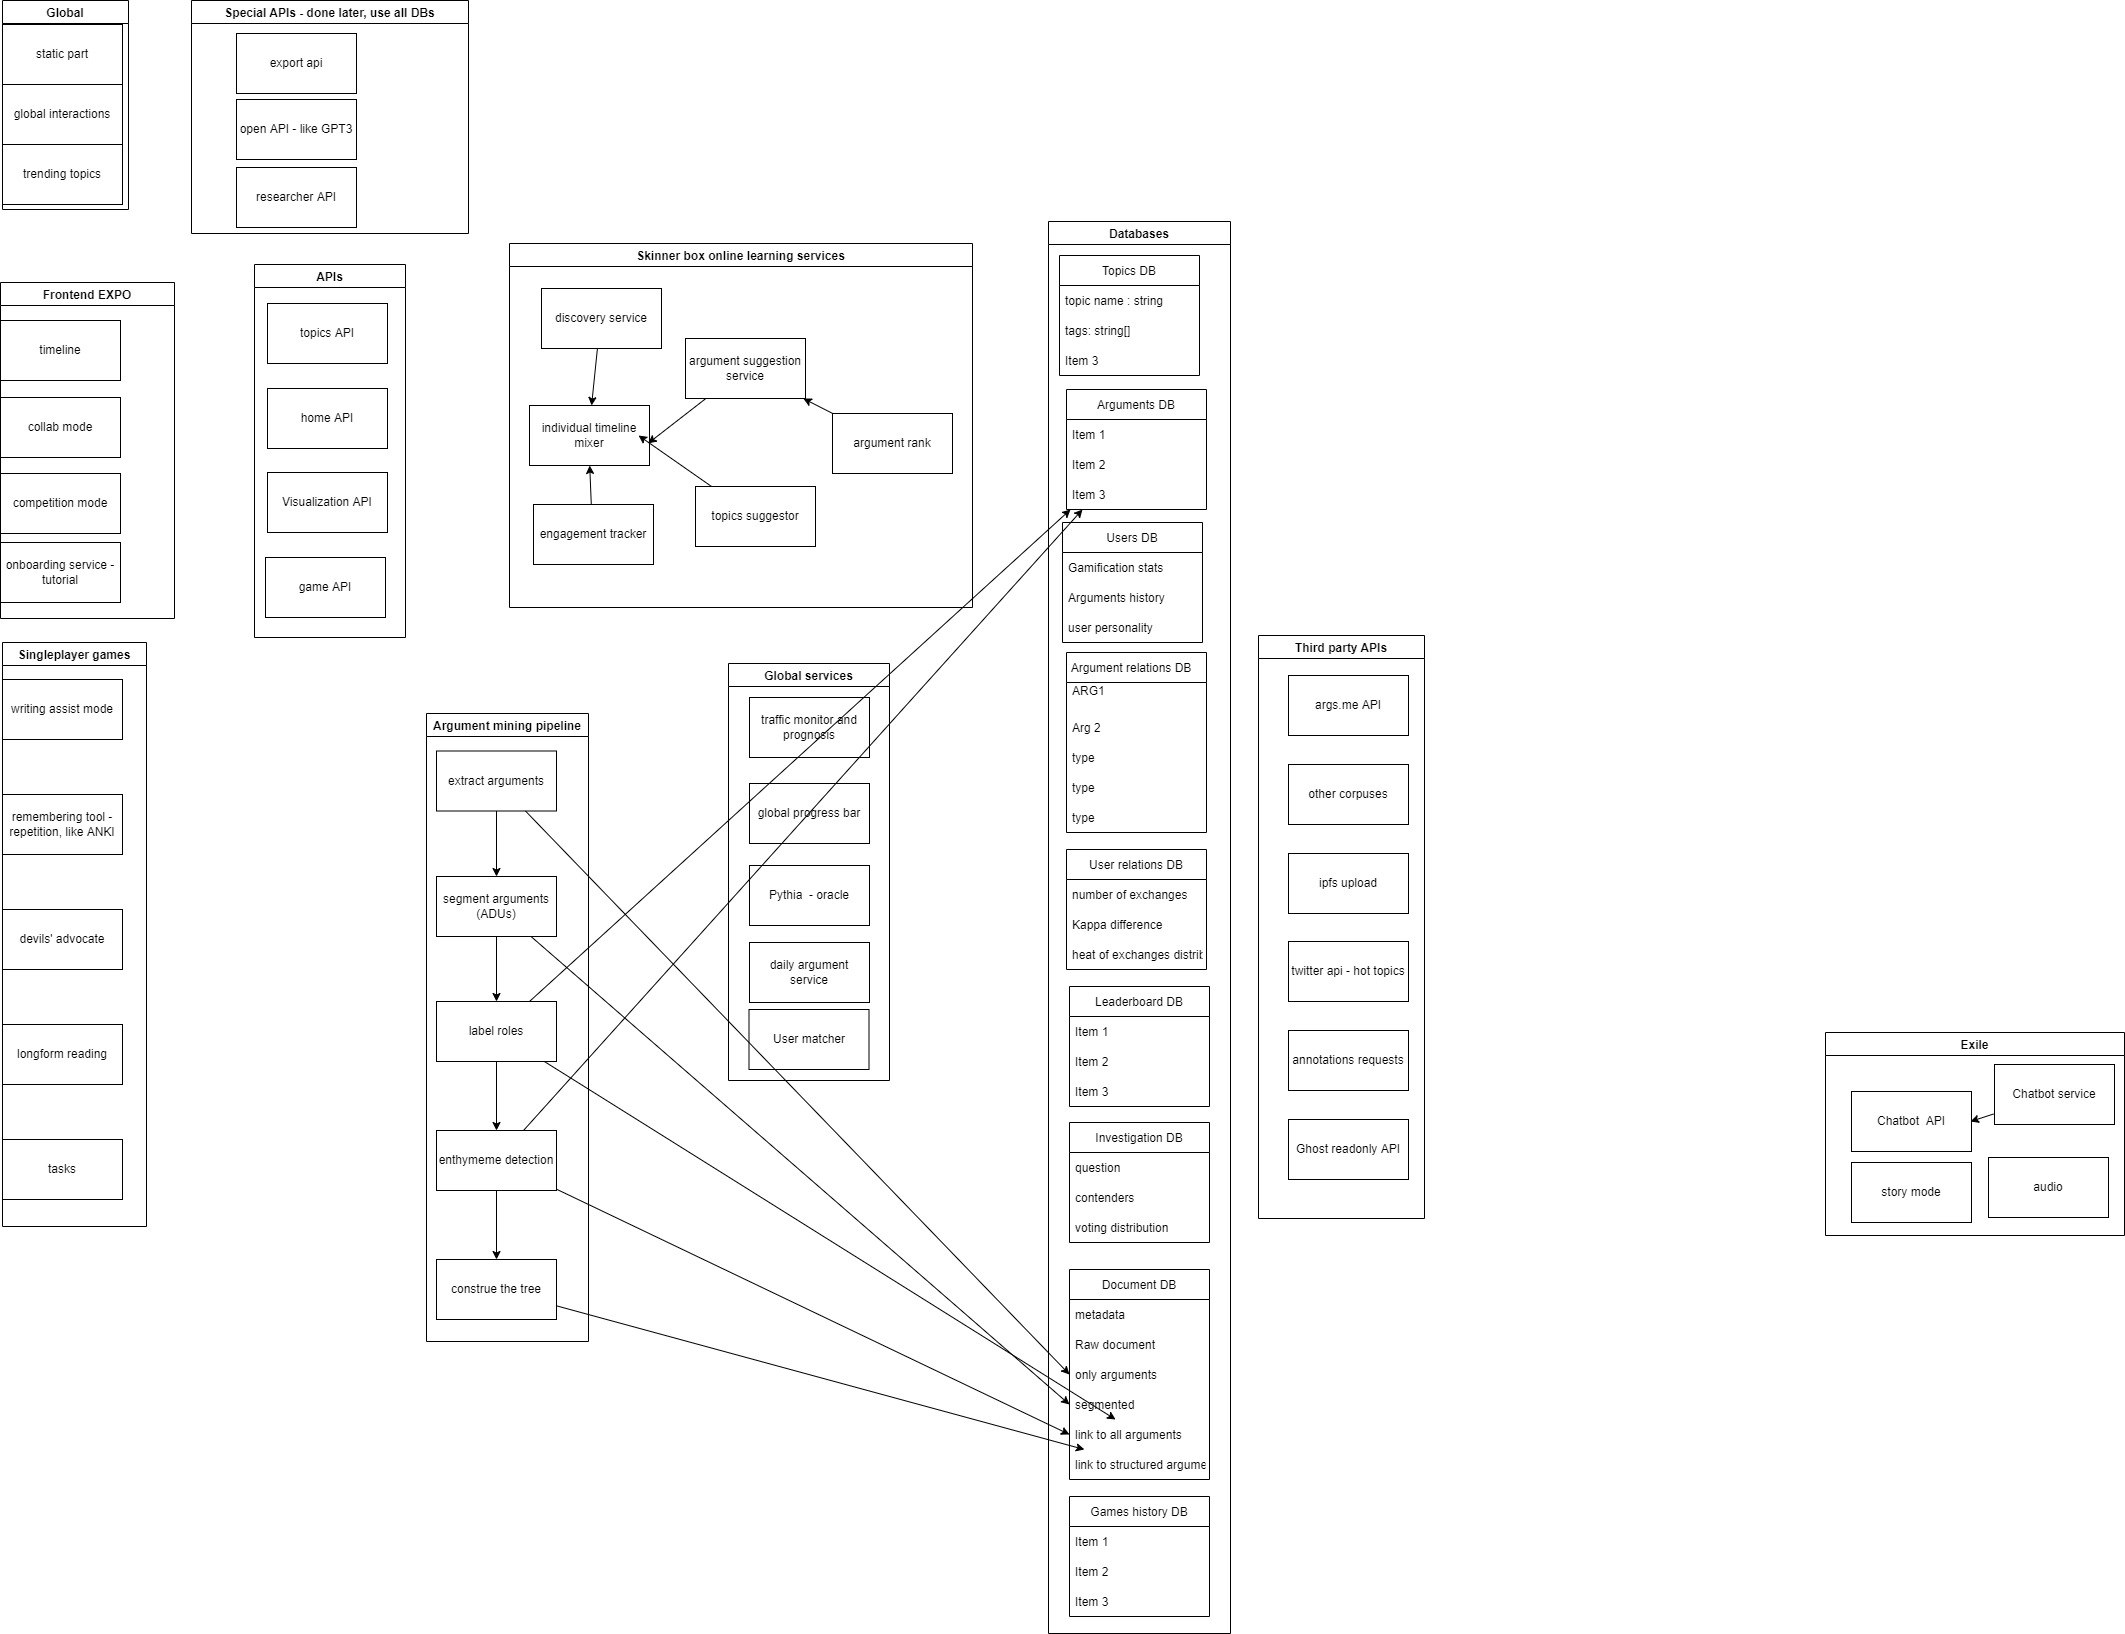 Global
static part
global interactions
trending topics
Special APIs - done later, use all DBs
export api
open API - like GPT3
researcher API
Frontend EXPO
timeline
collab mode
competition mode
onboarding service -
tutorial
APIs
topics API
home API
Visualization API
game API
Skinner box online learning services
discovery service
argument suggestion
service
individual timeline
mixer
argument rank
topics suggestor
engagement tracker
Singleplayer games
writing assist mode
remembering tool -
repetition, like ANKI
devils' advocate
longform reading
tasks
Argument mining pipeline
extract arguments
segment arguments
(ADUs)
label roles
enthymeme detection
construe the tree
Global services
traffic monitor and
prognosis
global progress bar
Pythia - oracle
daily argument
service
User matcher
Databases
Topics DB
topic name : string
tags: string[]
Item 3
Arguments DB
Item 1
Item 2
Item 3
Users DB
Gamification stats
Arguments history
user personality
Argument relations DB
ARG1
Arg 2
type
type
type
User relations DB
number of exchanges
Kappa difference
heat of exchanges distrib
Leaderboard DB
Item 1
Item 2
Item 3
Investigation DB
question
contenders
voting distribution
Document DB
metadata
Raw document
only arguments
segmented
link to all arguments
link to structured argume
Games history DB
Item 1
Item 2
Item 3
Third party APIs
args.me API
other corpuses
ipfs upload
twitter api - hot topics
annotations requests
Ghost readonly API
Exile
Chatbot service
Chatbot API
story mode
audio